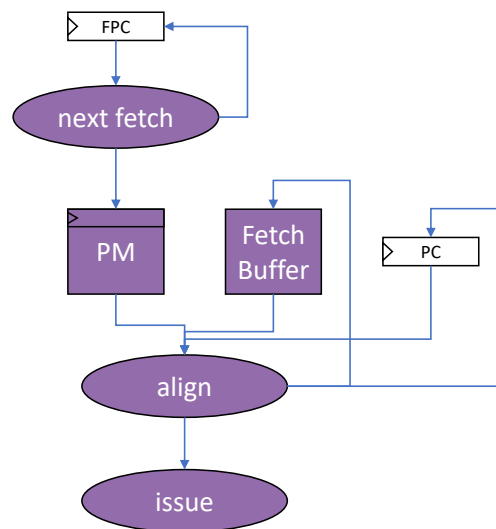 FPC
next fetch
PM
Fetch
Buffer
PC
align
issue